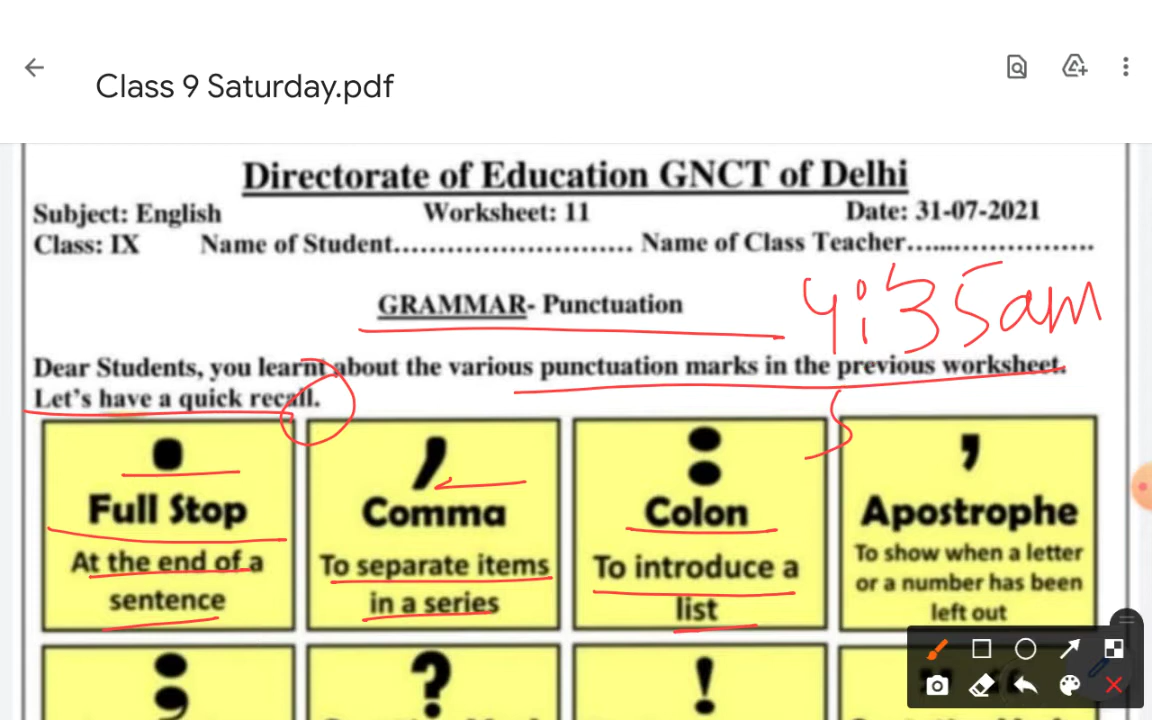 Class 9 Saturday.pdf
Directorate of Education GNCT of Delhi
Subject: English Worksheet: 11 Date: 31-07-2021
Class: IX Name of Student............................ Name of Class Teacher......................
GRAMMAR- Punctuation
4:35am
Dear Students, you learnt about the various punctuation marks in the previous worksheet.
Let's have a quick recall.
. , : ,
Full Stop Comma Colon Apostrophe
At the end of a sentence
To separate items in a series
To introduce a list
To show when a letter or a number has been left out
; ? !